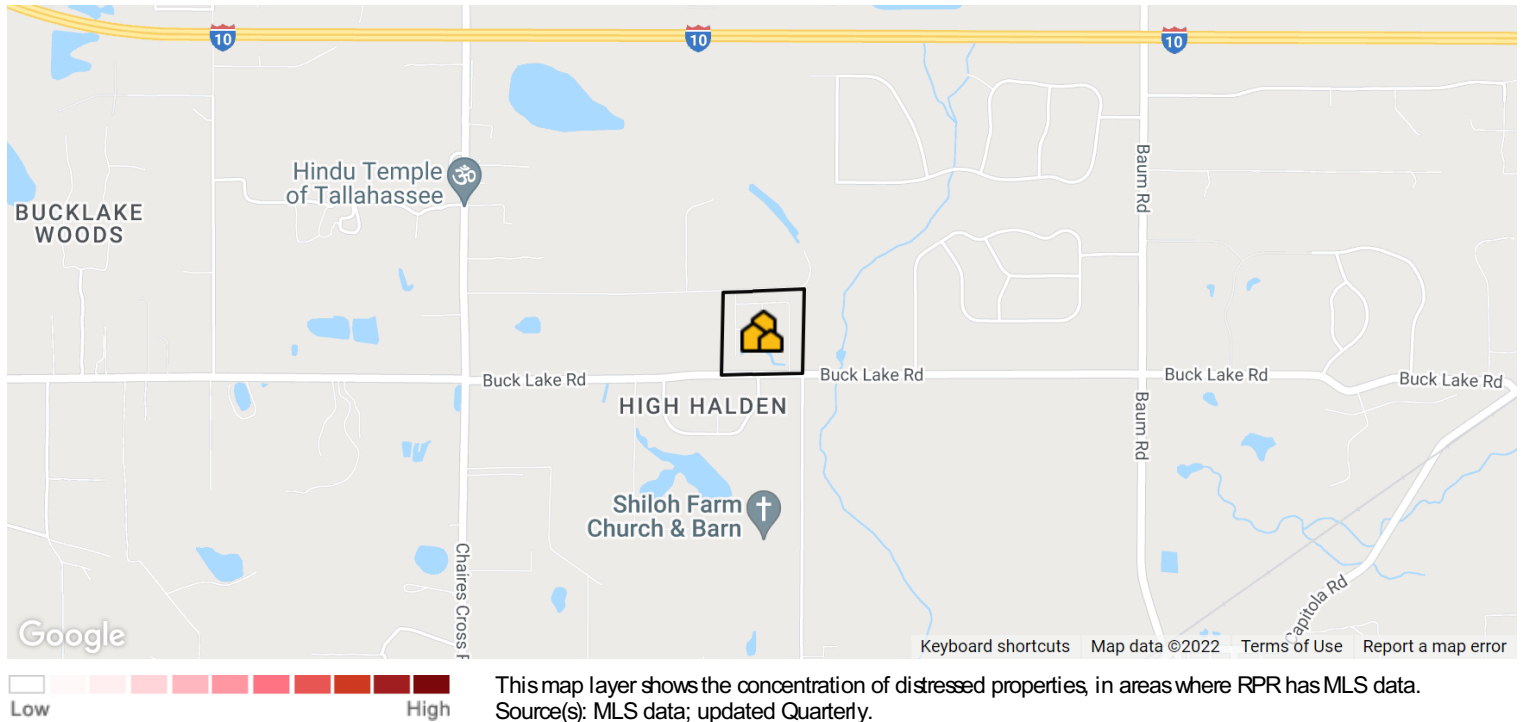 10
10
10
Hindu Temple
of Tallahassee
BUCKLAKE
WOODS
Baum Rd
Buck Lake Rd
Buck Lake Rd
Buck Lake Rd
Buck Lake Rd
HIGH HALDEN
Baum Rd
Shiloh Farm
Church & Barn
Chaires Cross R
Capitola Rd
Google
Keyboard shortcuts
Map data ©2022
Terms of Use
Report a map error
Low
High
This map layer shows the concentration of distressed properties, in areas where RPR has MLS data.
Source(s): MLS data; updated Quarterly.